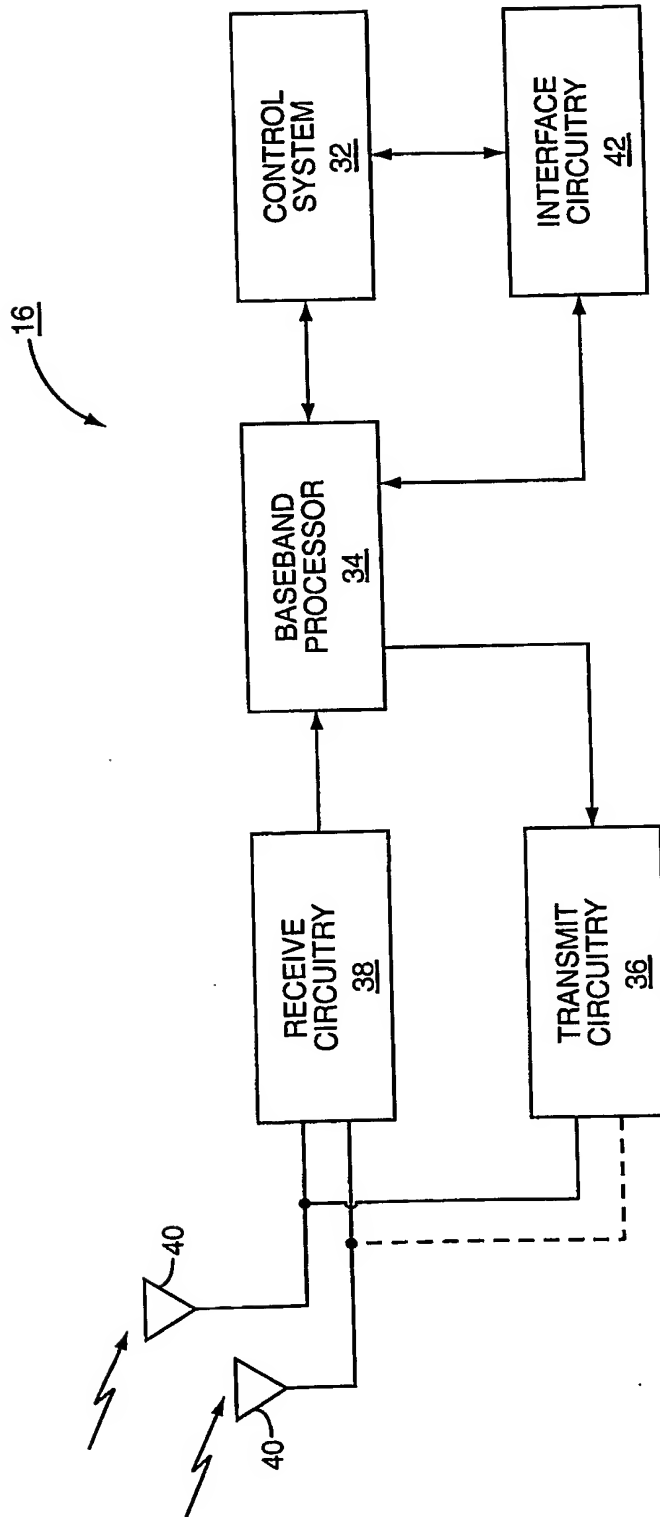 16
40
40
RECEIVE
CIRCUITRY
38
BASEBAND
PROCESSOR
34
CONTROL
SYSTEM
32
TRANSMIT
CIRCUITRY
36
INTERFACE
CIRCUITRY
42